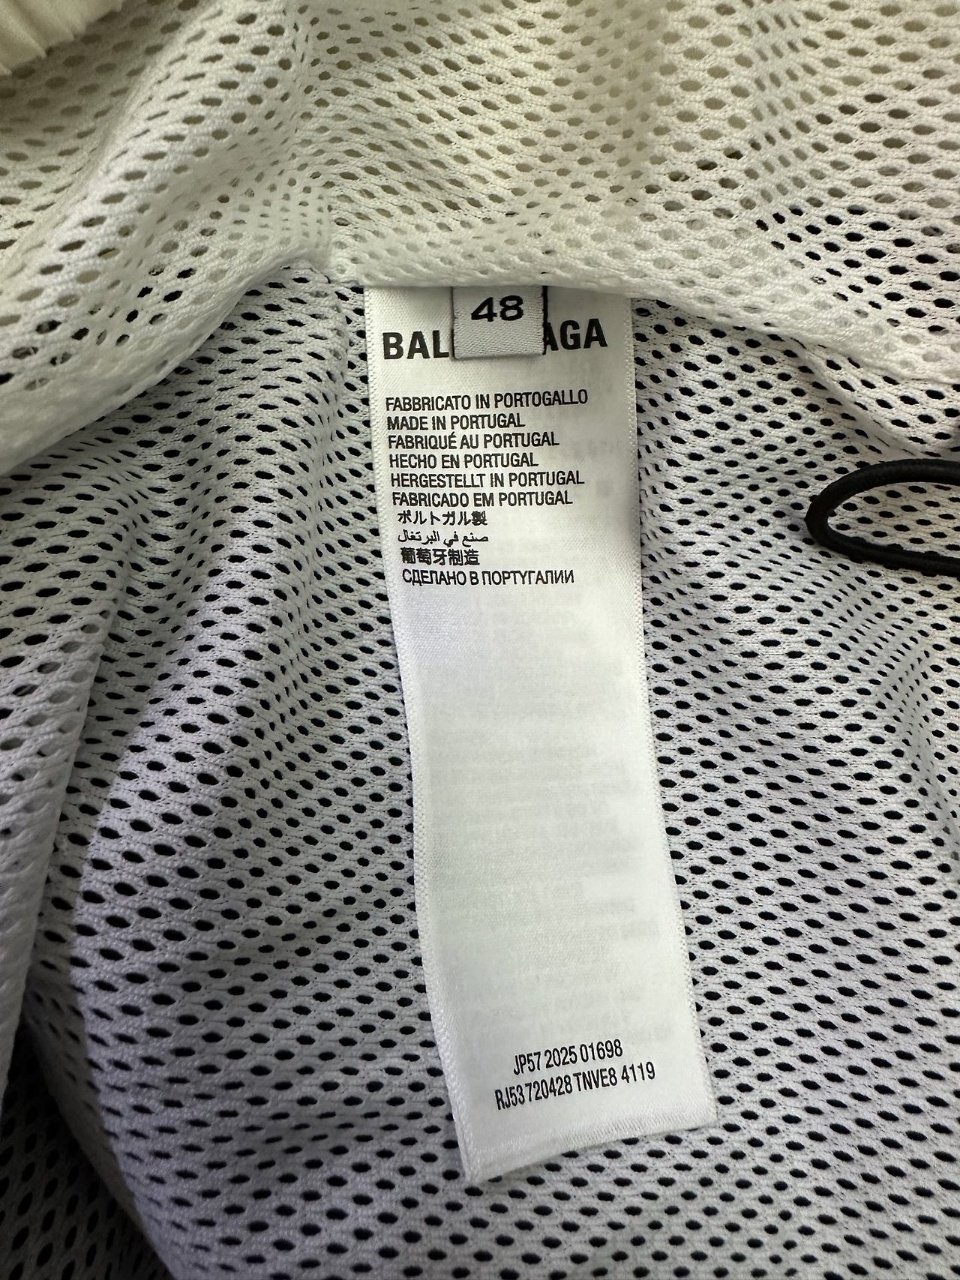 48
BAL AGA
FABBRICATO IN PORTOGALLO
MADE IN PORTUGAL
FABRIQUÉ AU PORTUGAL
HECHO EN PORTUGAL
HERGESTELLT IN PORTUGAL
FABRICADO EM PORTUGAL
ポルトガル製
صنع في البرتغال
葡萄牙制造
СДЕЛАНО В ПОРТУГАЛИИ
JP57 2025 01698
RJ53 720428 TNVE8 4119